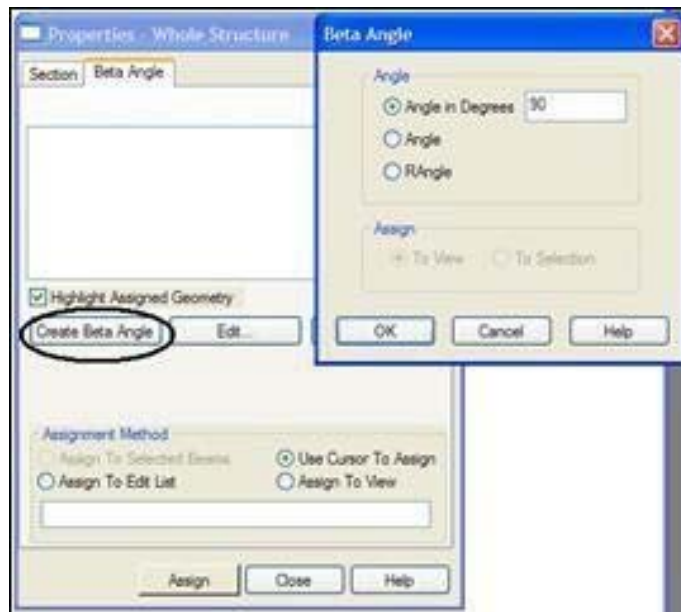 Properties - Whole Structure
Section
Beta Angle
Highlight Assigned Geometry
Create Beta Angle
Edit...
Assignment Method
Assign To Selected Beams
Use Cursor To Assign
Assign To Edit List
Assign To View
Assign
Close
Help
Beta Angle
Angle
Angle in Degrees
90
Angle
RAngle
Assign
To View
To Selection
OK
Cancel
Help